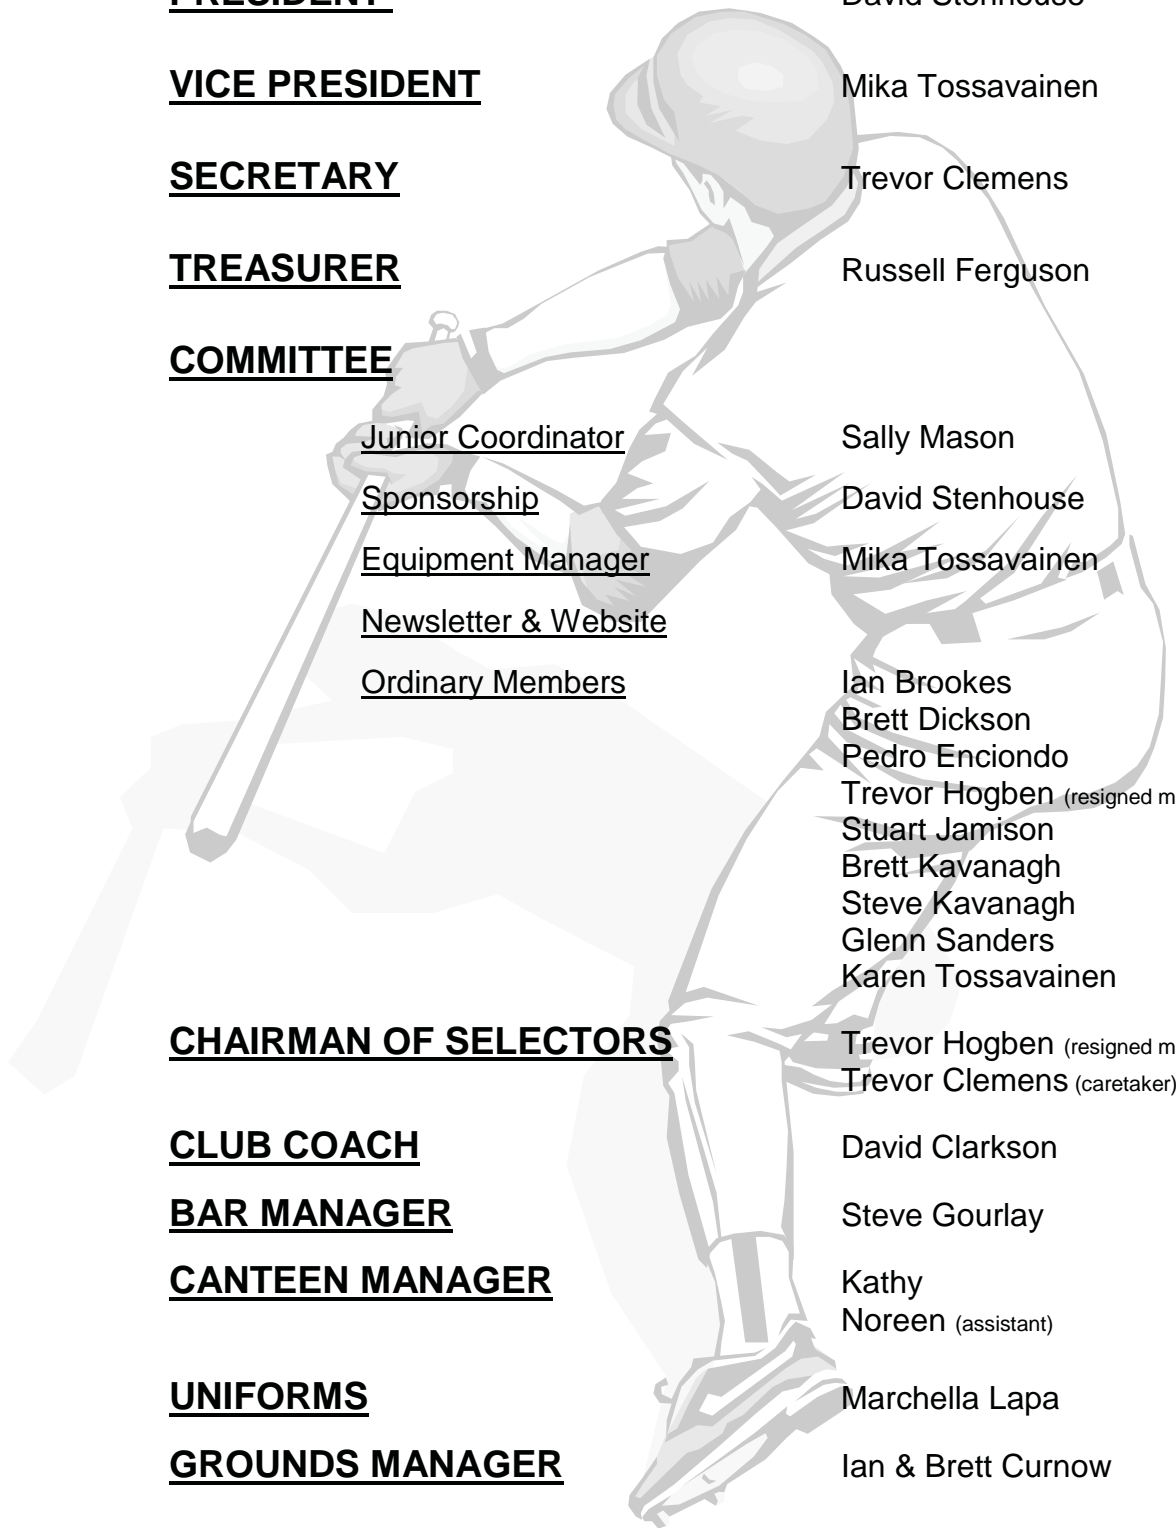 PRESIDENT David Stenhouse
VICE PRESIDENT Mika Tossavainen
SECRETARY Trevor Clemens
TREASURER Russell Ferguson
COMMITTEE
Junior Coordinator Sally Mason
Sponsorship David Stenhouse
Equipment Manager Mika Tossavainen
Newsletter & Website
Ordinary Members Ian Brookes
Brett Dickson
Pedro Enciondo
Trevor Hogben (resigned
Stuart Jamison
Brett Kavanagh
Steve Kavanagh
Glenn Sanders
Karen Tossavainen
CHAIRMAN OF SELECTORS Trevor Hogben (resigned
Trevor Clemens (caretaker)
CLUB COACH David Clarkson
BAR MANAGER Steve Gourlay
CANTEEN MANAGER Kathy
Noreen (assistant)
UNIFORMS Marchella Lapa
GROUNDS MANAGER Ian & Brett Curnow